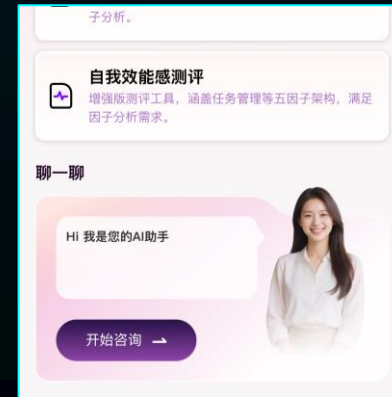 子分析。
自我效能感测评
增强版测评工具，涵盖任务管理等五因子架构，满足
因子分析需求。
聊一聊
Hi 我是您的AI助手
开始咨询